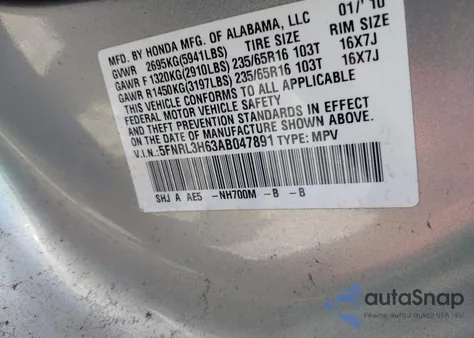 MFD. BY HONDA MFG. OF ALABAMA, LLC 01/ '10
GVWR 2695KG(5941LBS) TIRE SIZE RIM SIZE
GAWR F 1320KG(2910LBS) 235/65R16 103T 16X7J
GAWR R1450KG(3197LBS) 235/65R16 103T 16X7J
THIS VEHICLE CONFORMS TO ALL APPLICABLE
FEDERAL MOTOR VEHICLE SAFETY
AND THEFT PREVENTION STANDARDS IN EFFECT
ON THE DATE OF MANUFACTURE SHOWN ABOVE.
V.I.N.:5FNRL3H63AB047891 TYPE: MPV
SHJ A AE5 -NH700M -B -B
autoSnap